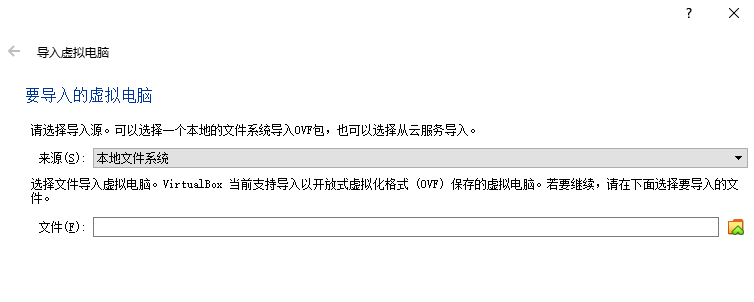 ?
导入虚拟电脑
要导入的虚拟电脑
请选择导入源。可以选择一个本地的文件系统导入OVF包，也可以选择从云服务导入。
来源(S): 本地文件系统
选择文件导入虚拟电脑。VirtualBox 当前支持导入以开放式虚拟化格式 (OVF) 保存的虚拟电脑。若要继续，请在下面选择要导入的文
件。
文件(F):